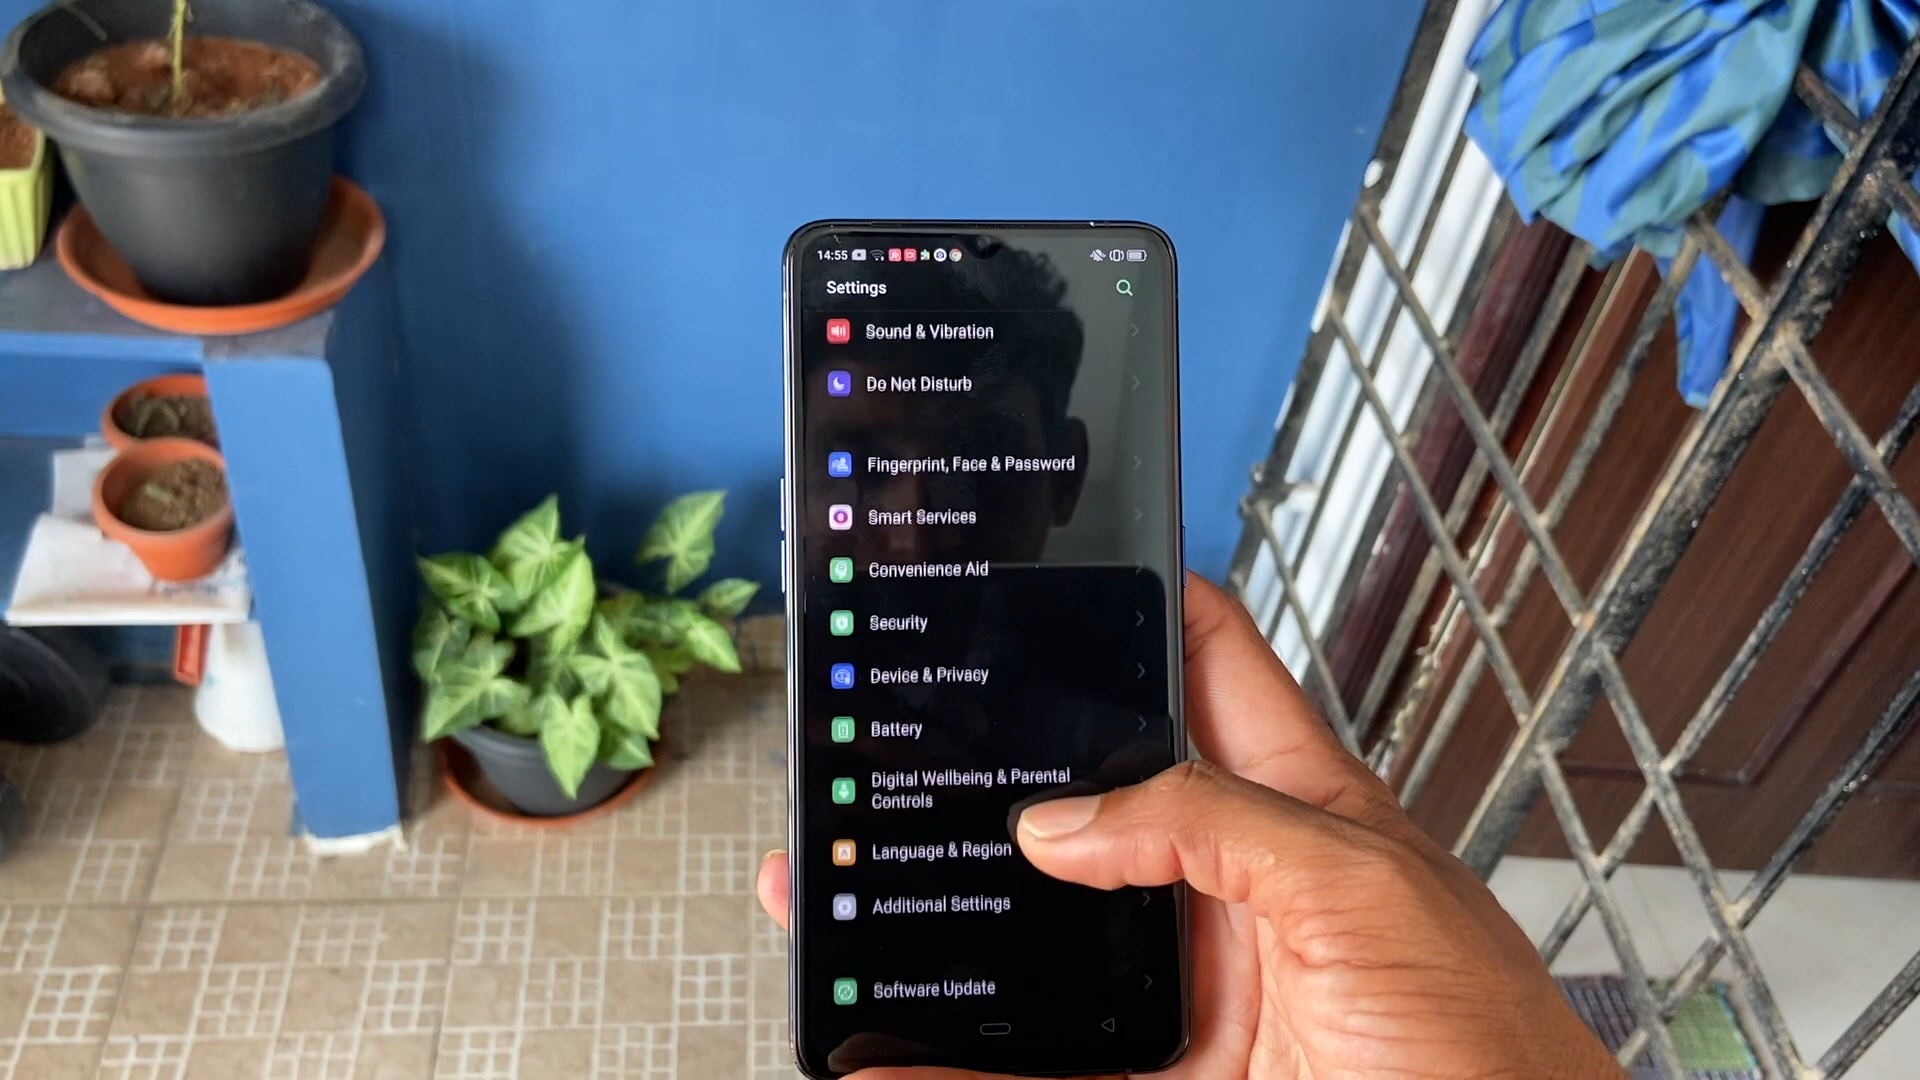 14:55
Settings
Sound & Vibration
Do Not Disturb
Fingerprint, Face & Password
Smart Services
Convenience Aid
Security
Device & Privacy
Battery
Digital Wellbeing & Parental
Controls
Language & Region
Additional Settings
Software Update